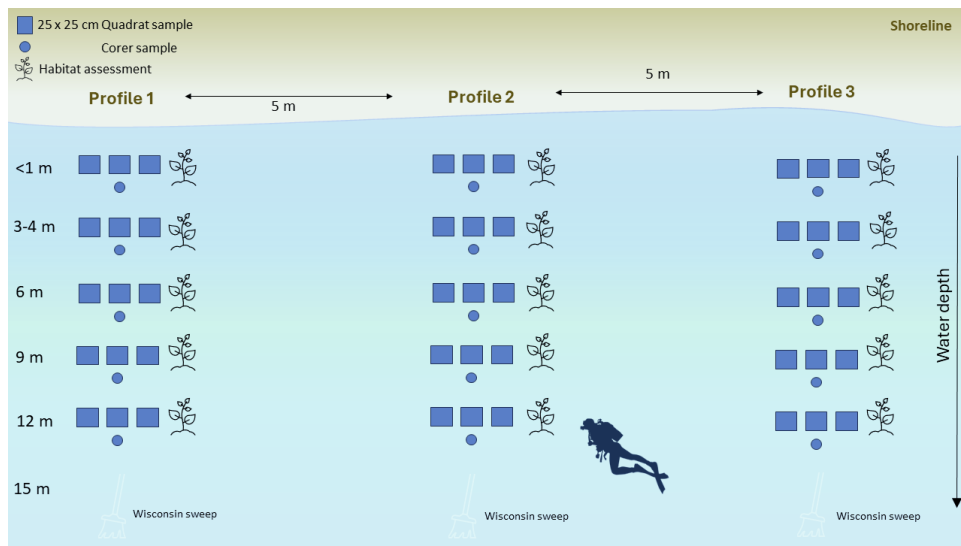 25 x 25 cm Quadrat sample
Corer sample
Habitat assessment
Shoreline
Profile 1
5 m
Profile 2
5 m
Profile 3
<1 m
3-4 m
6 m
9 m
12 m
15 m
Water depth
Wisconsin sweep
Wisconsin sweep
Wisconsin sweep